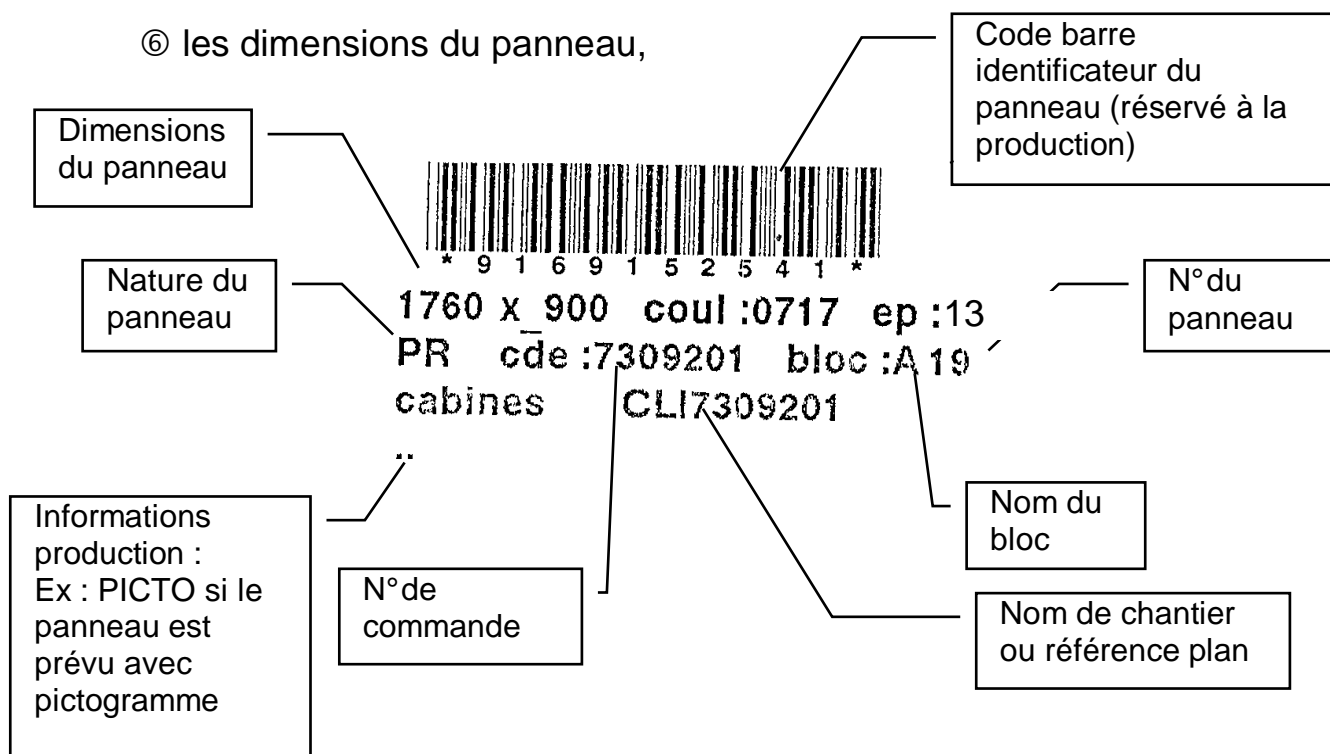 ⑥ les dimensions du panneau,
Code barre
identificateur du
panneau (réservé à la
production)
Dimensions
du panneau
* 9 1 6 9 1 5 2 5 4 1 *
Nature du
panneau
N°du
panneau
1760 x_900 coul :0717 ep :13
PR cde :7309201 bloc :A 19
cabines CLI7309201
..
Informations
production :
Ex : PICTO si le
panneau est
prévu avec
pictogramme
N°de
commande
Nom du
bloc
Nom de chantier
ou référence plan